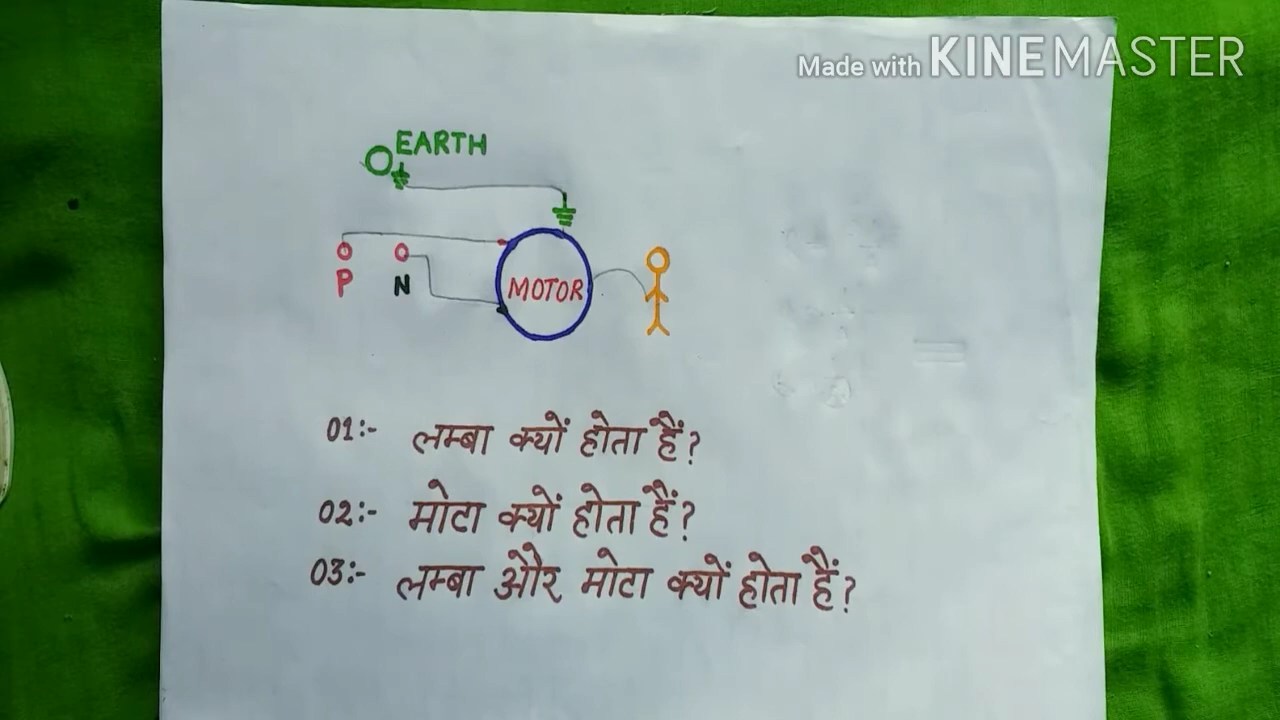 Made with KINEMASTER
EARTH
P N
MOTOR
01:- लम्बा क्यों होता हैं?
02:- मोटा क्यों होता हैं?
03:- लम्बा और मोटा क्यों होता हैं?